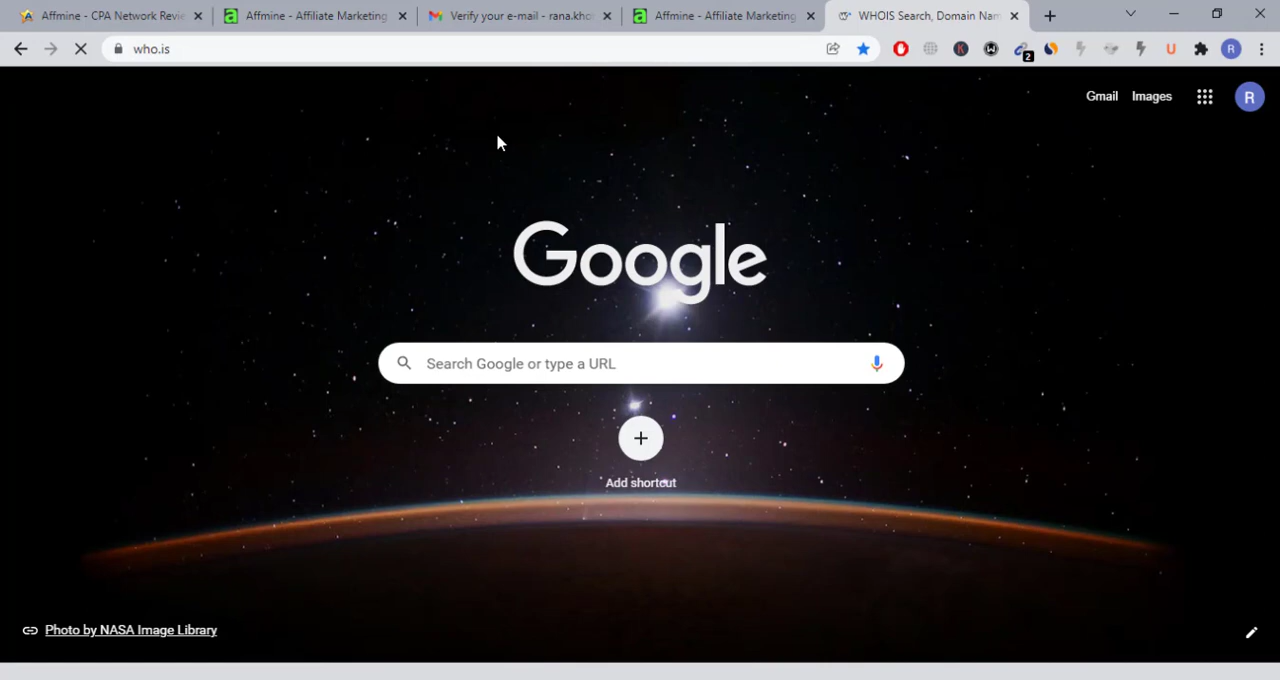 Affmine - CPA Network Revie
Affmine - Affiliate Marketing
Verify your e-mail - rana.kho
Affmine - Affiliate Marketing
WHOIS Search, Domain Nam
who.is
2
U
R
Gmail
Images
R
Google
Search Google or type a URL
Add shortcut
Photo by NASA Image Library